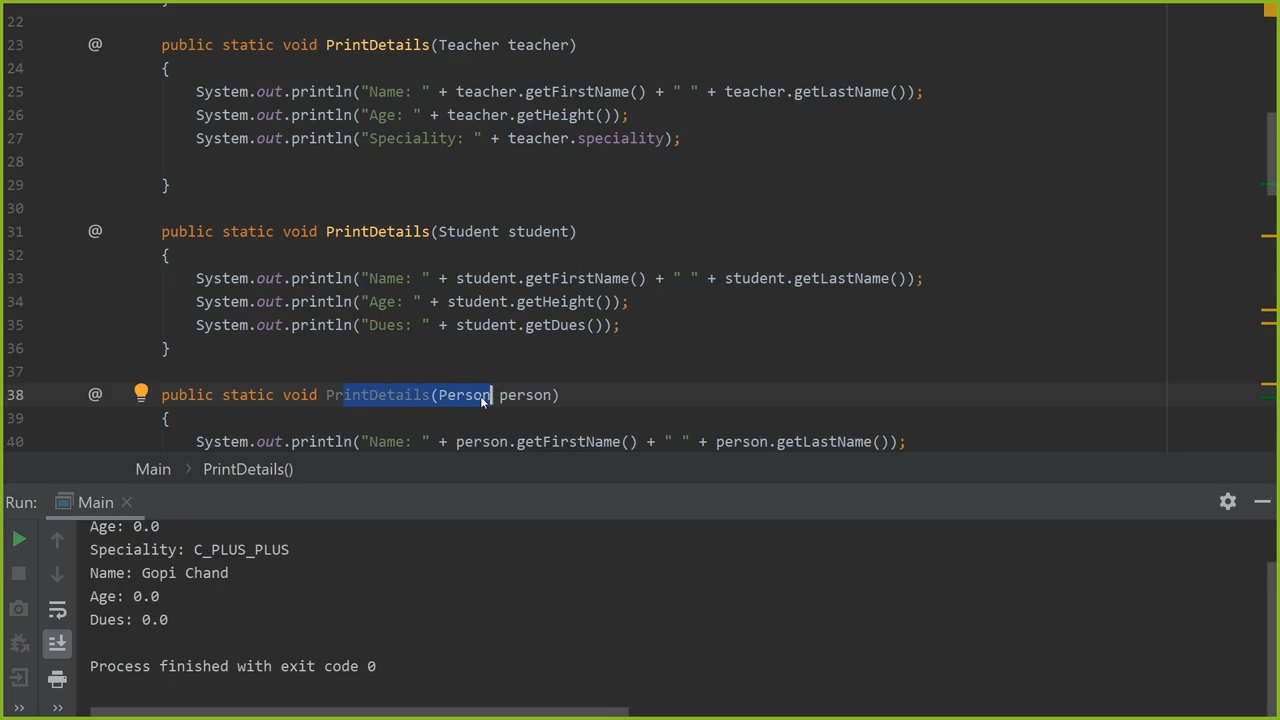 22
23 @ public static void PrintDetails(Teacher teacher)
24 {
25 System.out.println("Name: " + teacher.getFirstName() + " " + teacher.getLastName());
26 System.out.println("Age: " + teacher.getHeight());
27 System.out.println("Speciality: " + teacher.speciality);
28
29 }
30
31 @ public static void PrintDetails(Student student)
32 {
33 System.out.println("Name: " + student.getFirstName() + " " + student.getLastName());
34 System.out.println("Age: " + student.getHeight());
35 System.out.println("Dues: " + student.getDues());
36 }
37
38 @ public static void PrintDetails(Person person)
39 {
40 System.out.println("Name: " + person.getFirstName() + " " + person.getLastName());
Main > PrintDetails()
Run: Main ×
Age: 0.0
Speciality: C_PLUS_PLUS
Name: Gopi Chand
Age: 0.0
Dues: 0.0
Process finished with exit code 0